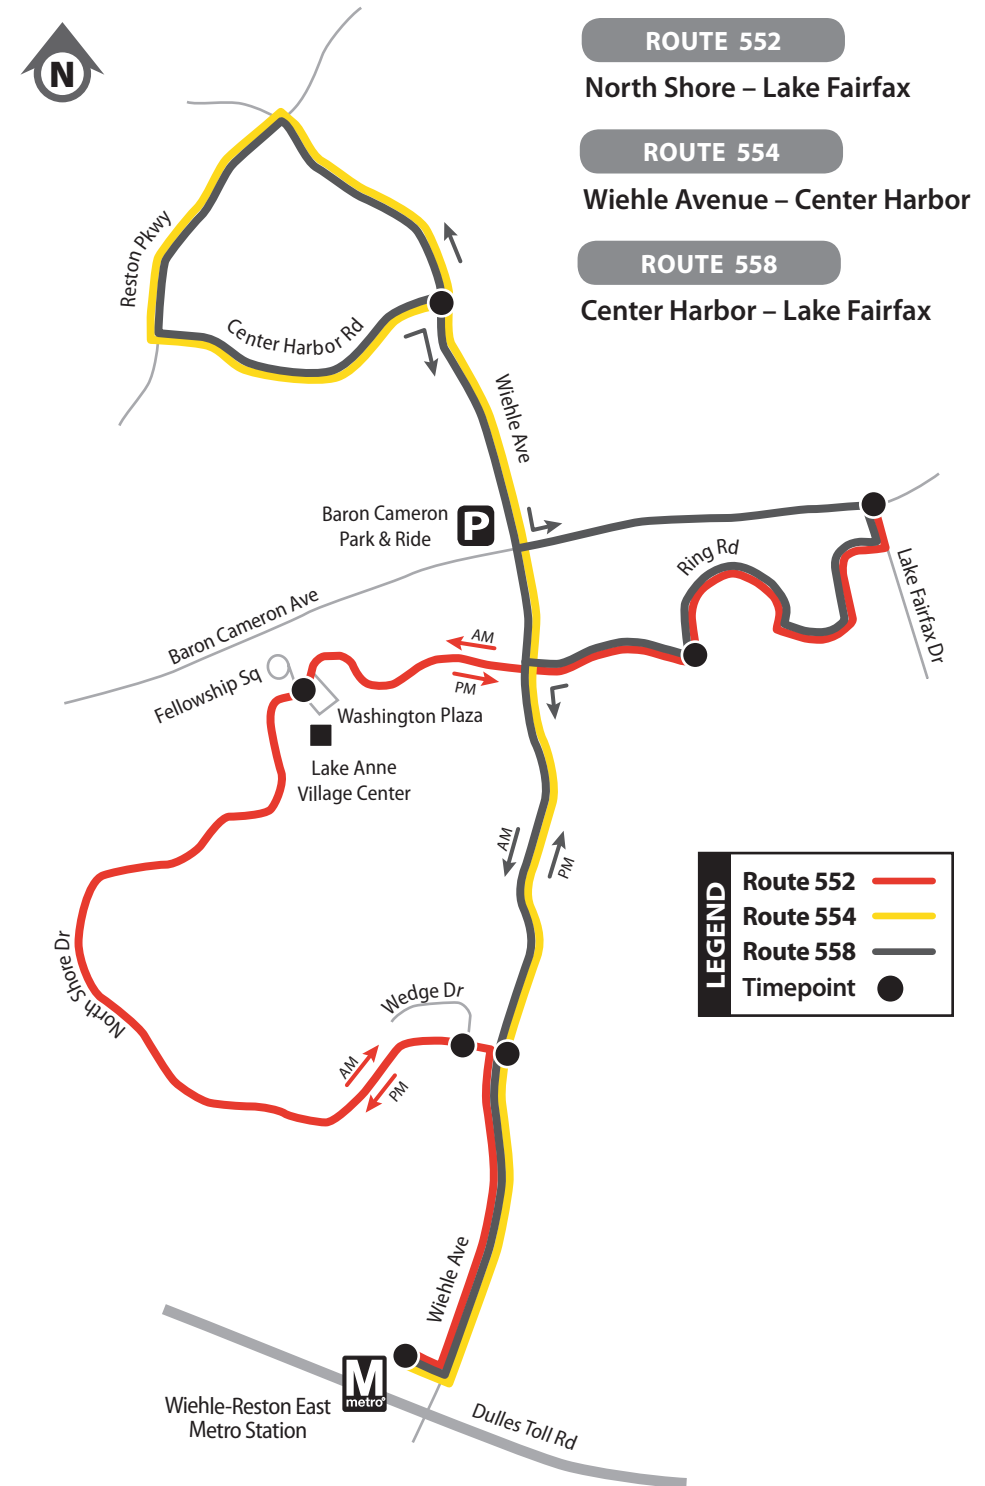 N
ROUTE 552
North Shore – Lake Fairfax
ROUTE 554
Wiehle Avenue – Center Harbor
ROUTE 558
Center Harbor – Lake Fairfax
Reston Pkwy
Center Harbor Rd
Wiehle Ave
Baron Cameron
Park & Ride
P
Ring Rd
Lake Fairfax Dr
Baron Cameron Ave
AM
PM
Fellowship Sq
Washington Plaza
Lake Anne
Village Center
AM
PM
LEGEND
Route 552
Route 554
Route 558
Timepoint
North Shore Dr
Wedge Dr
AM
PM
Wiehle Ave
M
metro
Wiehle-Reston East
Metro Station
Dulles Toll Rd